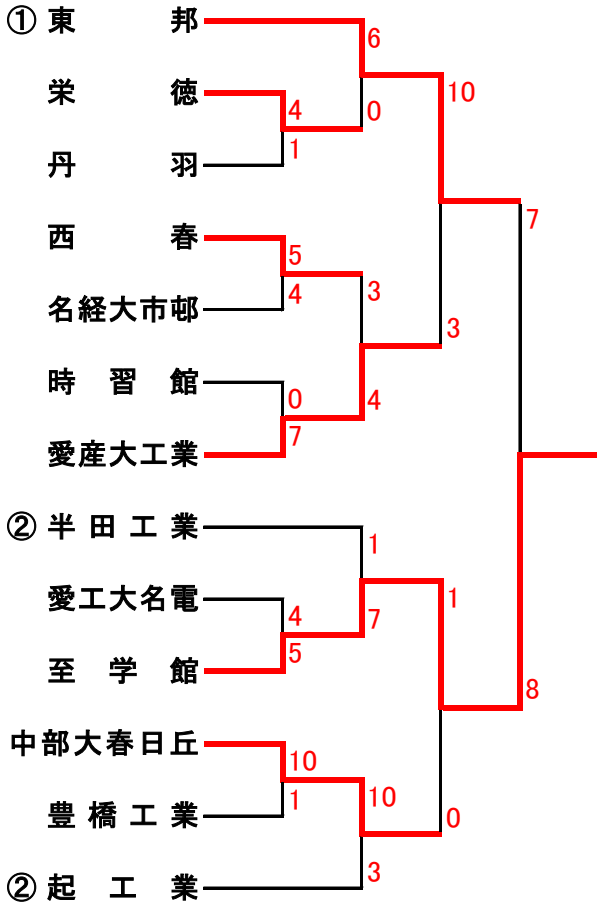 ①東邦
6
栄徳
10
4
0
1
丹羽
7
西春
5
3
4
名経大市邨
3
時習館
0
4
7
愛産大工業
②半田工業
1
愛工大名電
1
4
7
5
至学館
8
中部大春日丘
10
10
1
豊橋工業
0
3
②起工業